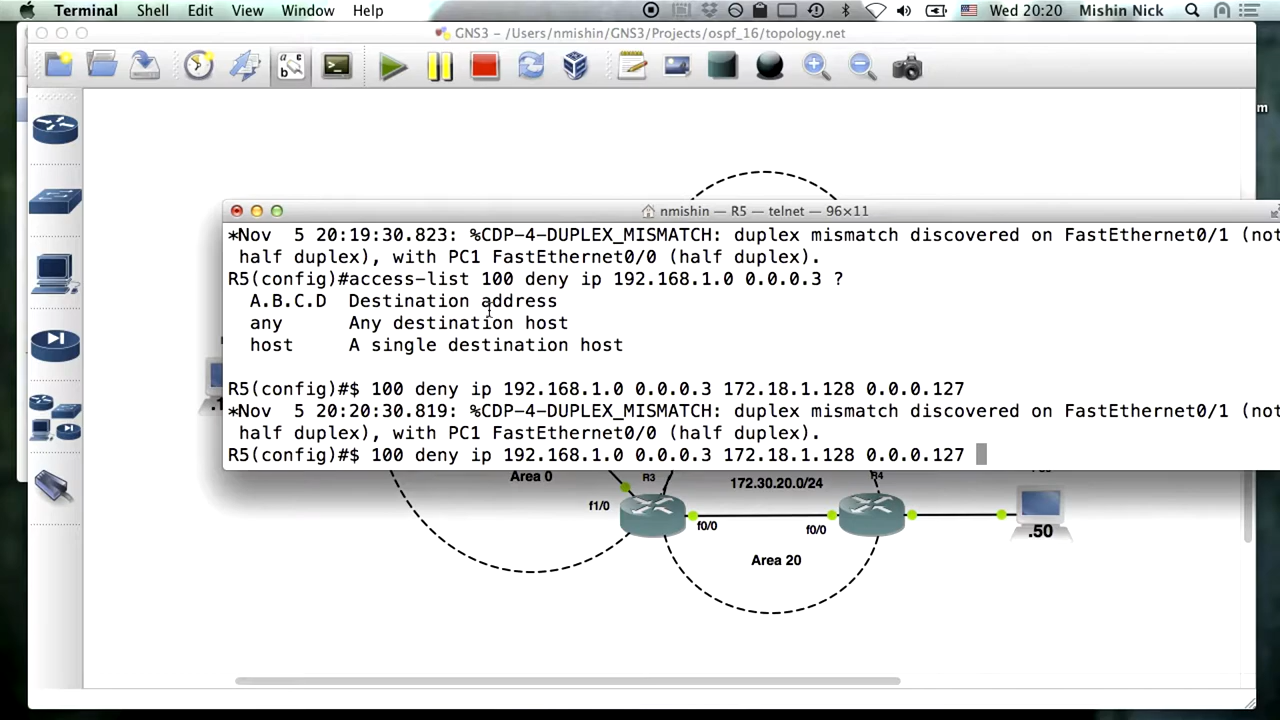 Terminal Shell Edit View Window Help Wed 20:20 Mishin Nick
GNS3 – /Users/nmishin/GNS3/Projects/ospf_16/topology.net
nmishin — R5 — telnet — 96×11
*Nov  5 20:19:30.823: %CDP-4-DUPLEX_MISMATCH: duplex mismatch discovered on FastEthernet0/1 (not
half duplex), with PC1 FastEthernet0/0 (half duplex).
R5(config)#access-list 100 deny ip 192.168.1.0 0.0.0.3 ?
A.B.C.D  Destination address
any      Any destination host
host     A single destination host
R5(config)#$ 100 deny ip 192.168.1.0 0.0.0.3 172.18.1.128 0.0.0.127
*Nov  5 20:20:30.819: %CDP-4-DUPLEX_MISMATCH: duplex mismatch discovered on FastEthernet0/1 (not
half duplex), with PC1 FastEthernet0/0 (half duplex).
R5(config)#$ 100 deny ip 192.168.1.0 0.0.0.3 172.18.1.128 0.0.0.127
Area 0
R3
172.30.20.0/24
R4
f1/0
f0/0
f0/0
.50
Area 20